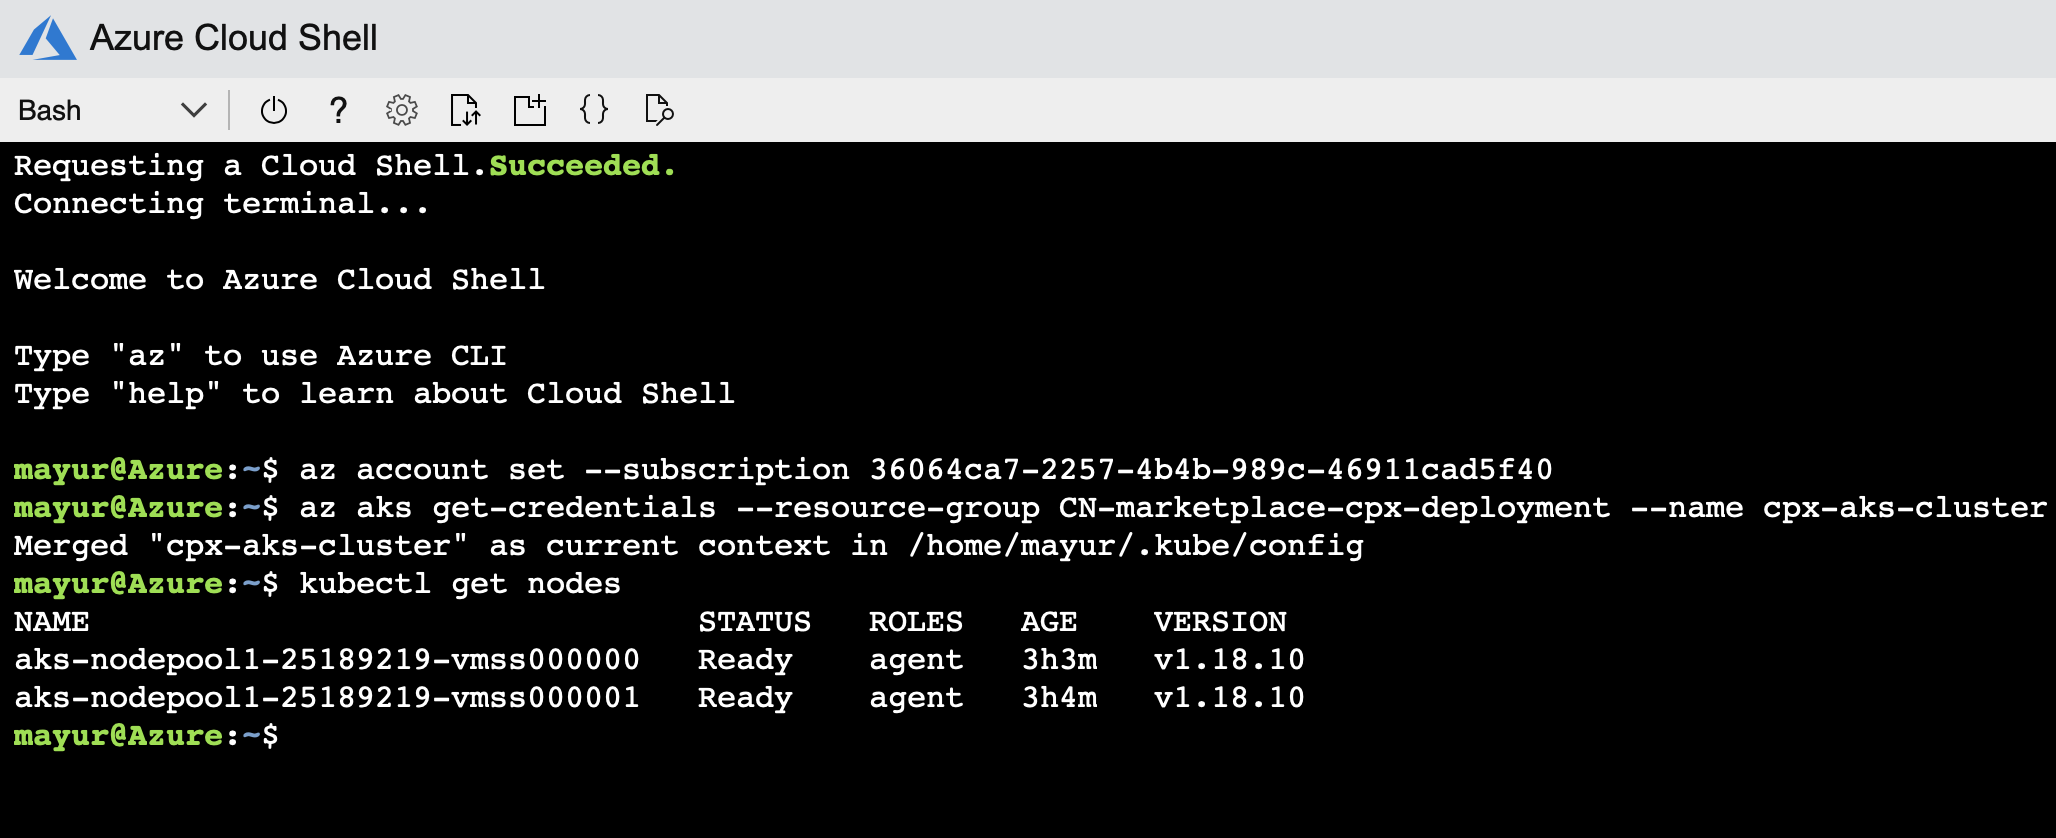 Azure Cloud Shell
Bash
?
{}
Requesting a Cloud Shell.Succeeded.
Connecting terminal...
Welcome to Azure Cloud Shell
Type "az" to use Azure CLI
Type "help" to learn about Cloud Shell
mayur@Azure:~$ az account set --subscription 36064ca7-2257-4b4b-989c-46911cad5f40
mayur@Azure:~$ az aks get-credentials --resource-group CN-marketplace-cpx-deployment --name cpx-aks-cluster
Merged "cpx-aks-cluster" as current context in /home/mayur/.kube/config
mayur@Azure:~$ kubectl get nodes
NAME STATUS ROLES AGE VERSION
aks-nodepool1-25189219-vmss000000 Ready agent 3h3m v1.18.10
aks-nodepool1-25189219-vmss000001 Ready agent 3h4m v1.18.10
mayur@Azure:~$